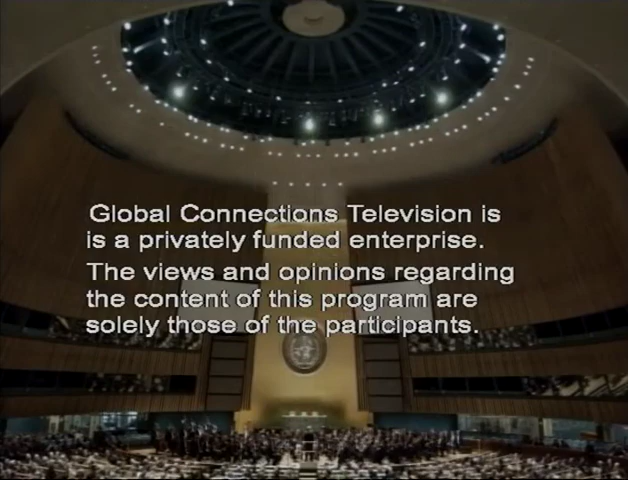 Global Connections Television is
is a privately funded enterprise.
The views and opinions regarding
the content of this program are
solely those of the participants.